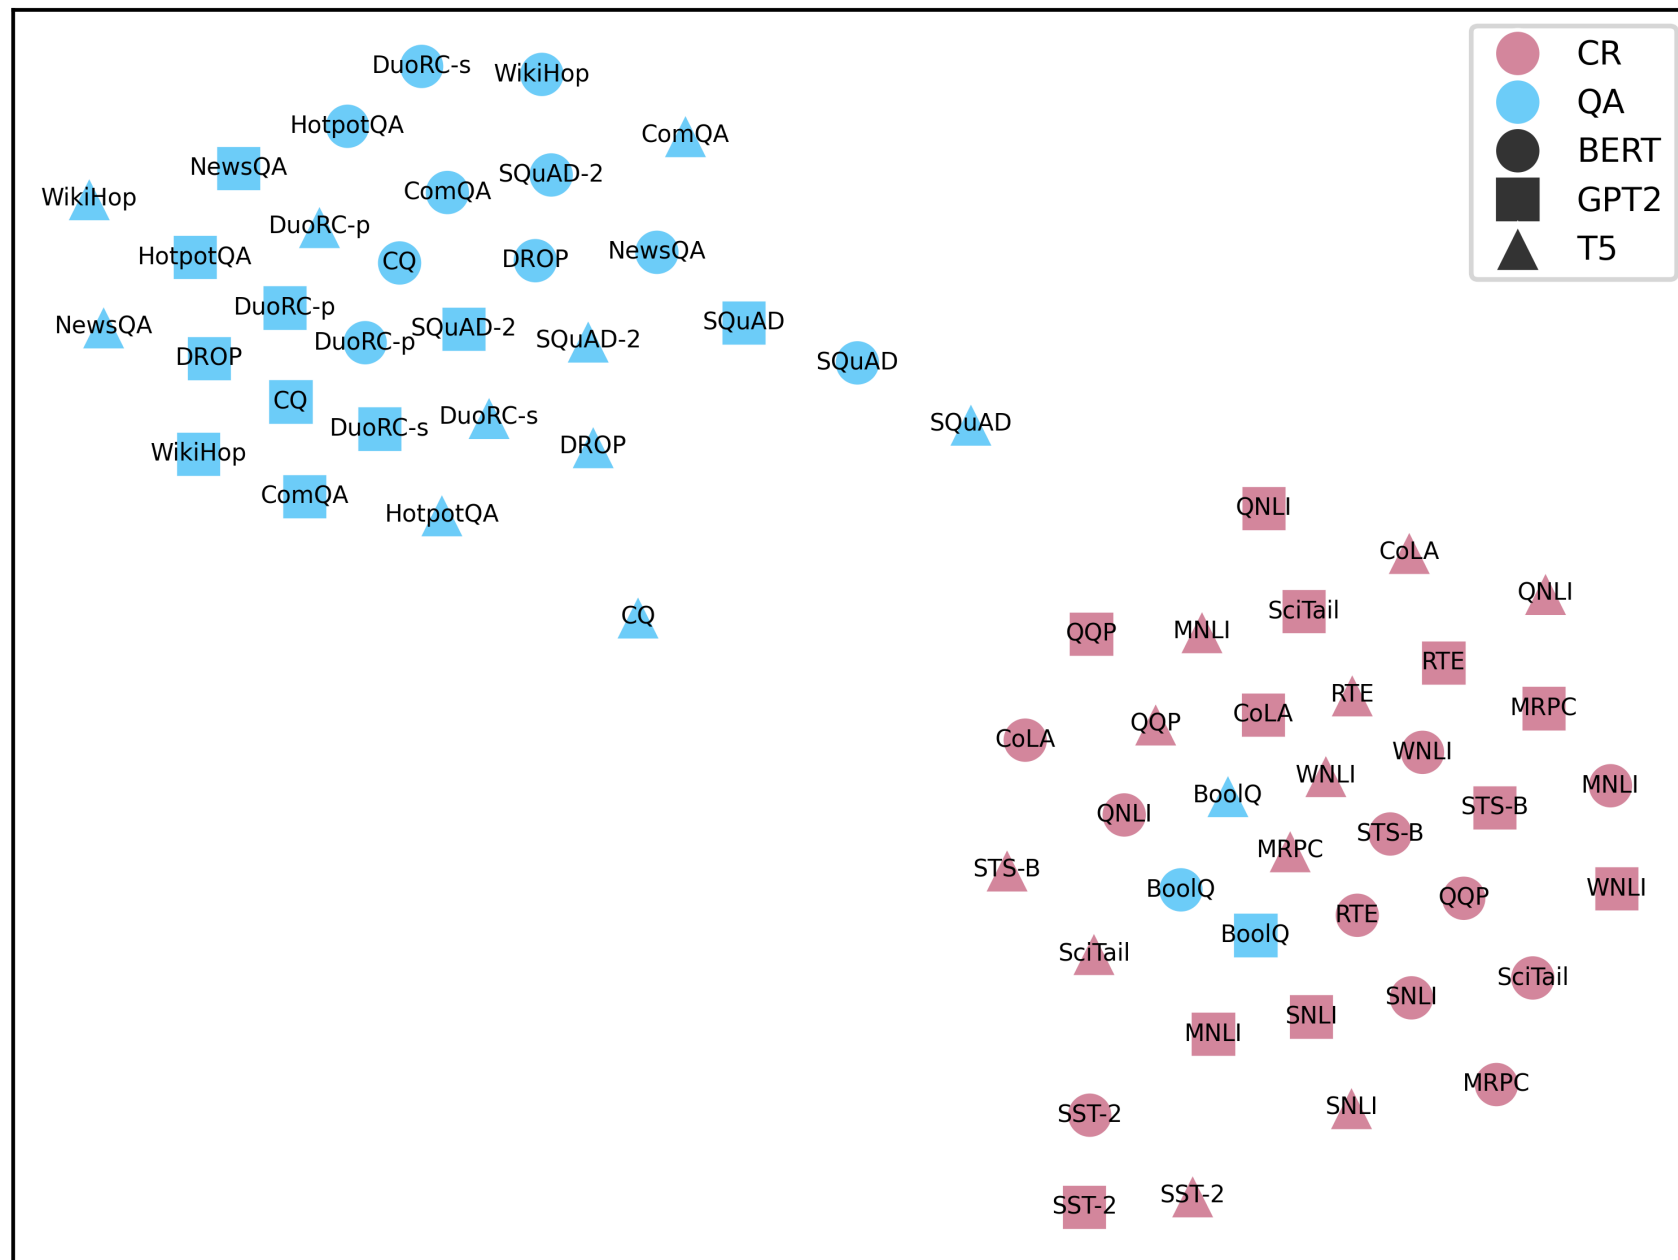 CR
QA
BERT
GPT2
T5
DuoRC-s
WikiHop
HotpotQA
ComQA
NewsQA
SQuAD-2
ComQA
WikiHop
DuoRC-p
HotpotQA
CQ
DROP
NewsQA
DuoRC-p
NewsQA
SQuAD-2
SQuAD
DuoRC-p
SQuAD-2
DROP
SQuAD
CQ
DuoRC-s
DuoRC-s
SQuAD
WikiHop
DROP
ComQA
HotpotQA
QNLI
CoLA
QNLI
SciTail
CQ
QQP
MNLI
RTE
RTE
MRPC
CoLA
QQP
CoLA
WNLI
WNLI
MNLI
BoolQ
STS-B
QNLI
STS-B
MRPC
STS-B
BoolQ
WNLI
QQP
RTE
BoolQ
SciTail
SciTail
SNLI
SNLI
MNLI
MRPC
SST-2
SNLI
SST-2
SST-2